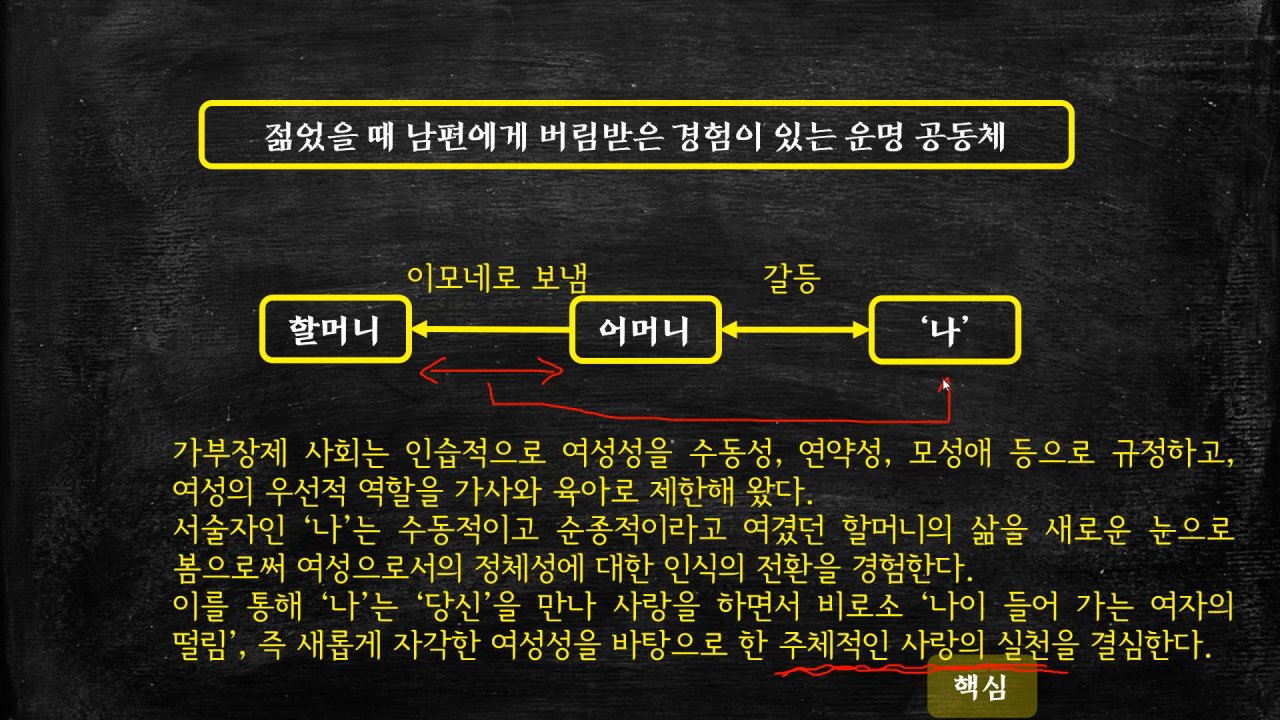 젊었을 때 남편에게 버림받은 경험이 있는 운명 공동체
이모네로 보냄
갈등
할머니
어머니
‘나’
가부장제 사회는 인습적으로 여성성을 수동성, 연약성, 모성애 등으로 규정하고,
여성의 우선적 역할을 가사와 육아로 제한해 왔다.
서술자인 ‘나’는 수동적이고 순종적이라고 여겼던 할머니의 삶을 새로운 눈으로
봄으로써 여성으로서의 정체성에 대한 인식의 전환을 경험한다.
이를 통해 ‘나’는 ‘당신’을 만나 사랑을 하면서 비로소 ‘나이 들어 가는 여자의
떨림’, 즉 새롭게 자각한 여성성을 바탕으로 한 주체적인 사랑의 실천을 결심한다.
핵심